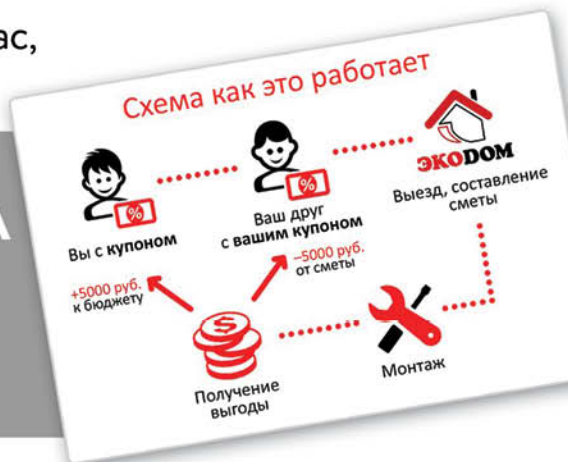 ас,
А
Схема как это работает
%
%
ЭКОDОМ
Вы с купоном
Ваш друг
с вашим купоном
Выезд, составление
сметы
+5000 руб.
к бюджету
–5000 руб.
от сметы
$
Получение
выгоды
Монтаж